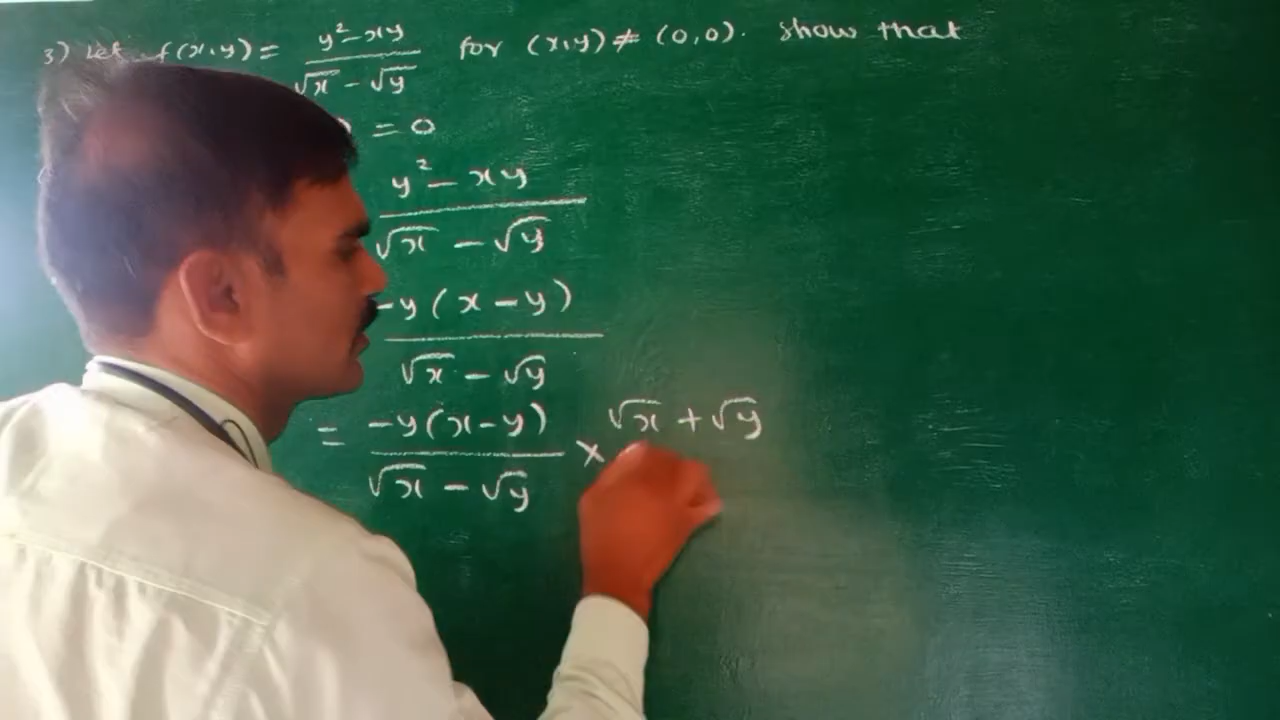 3) Let f(x,y) = y² - xy / √x - √y for (x,y) ≠ (0,0). show that
= 0
y² - xy / √x - √y
-y(x-y) / √x - √y
= -y(x-y) / √x - √y × √x + √y